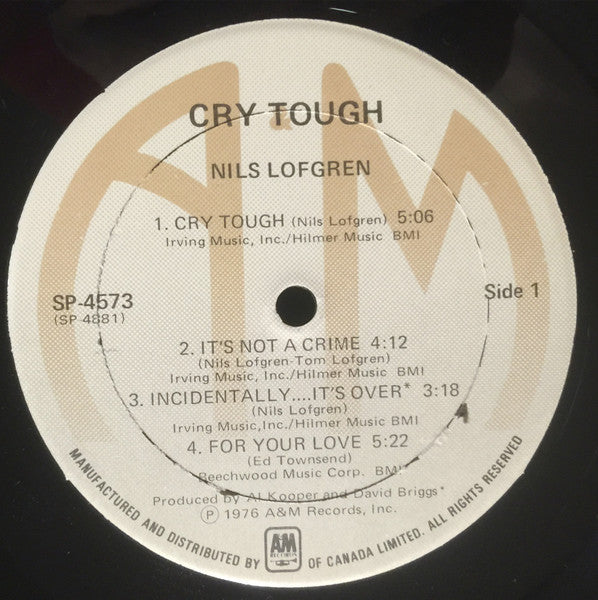 CRY TOUGH
NILS LOFGREN
1. CRY TOUGH (Nils Lofgren) 5:06
Irving Music, Inc./Hilmer Music BMI
SP-4573
(SP 4881)
Side 1
2. IT'S NOT A CRIME 4:12
(Nils Lofgren-Tom Lofgren)
Irving Music, Inc./Hilmer Music BMI
3. INCIDENTALLY....IT'S OVER* 3:18
(Nils Lofgren)
Irving Music,Inc./Hilmer Music BMI
4. FOR YOUR LOVE 5:22
(Ed Townsend)
Beechwood Music Corp. BMI
Produced by Al Kooper and David Briggs*
Ⓟ 1976 A&M Records, Inc.
MANUFACTURED AND DISTRIBUTED BY A&M RECORDS OF CANADA LIMITED. ALL RIGHTS RESERVED
A&M